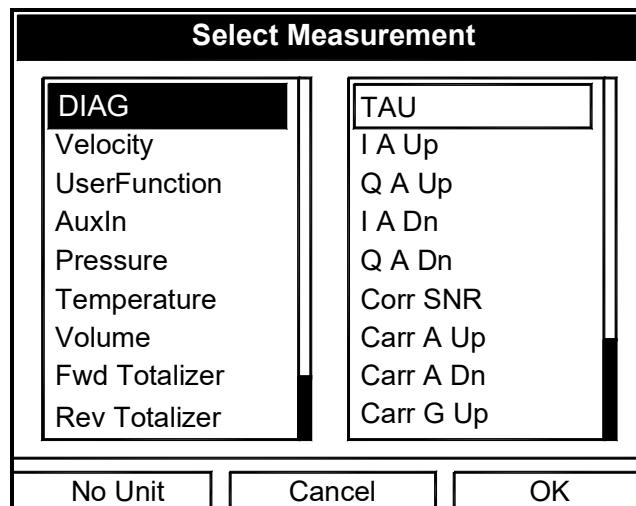 Select Measurement
DIAG
Velocity
UserFunction
AuxIn
Pressure
Temperature
Volume
Fwd Totalizer
Rev Totalizer
TAU
I A Up
Q A Up
I A Dn
Q A Dn
Corr SNR
Carr A Up
Carr A Dn
Carr G Up
No Unit
Cancel
OK